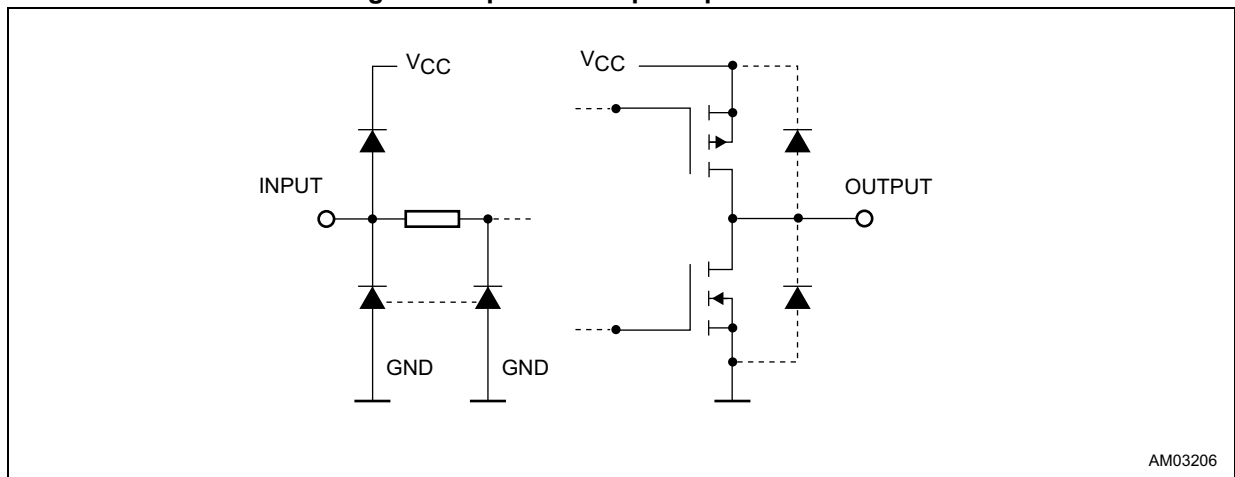 VCC
VCC
INPUT
OUTPUT
GND
GND
AM03206